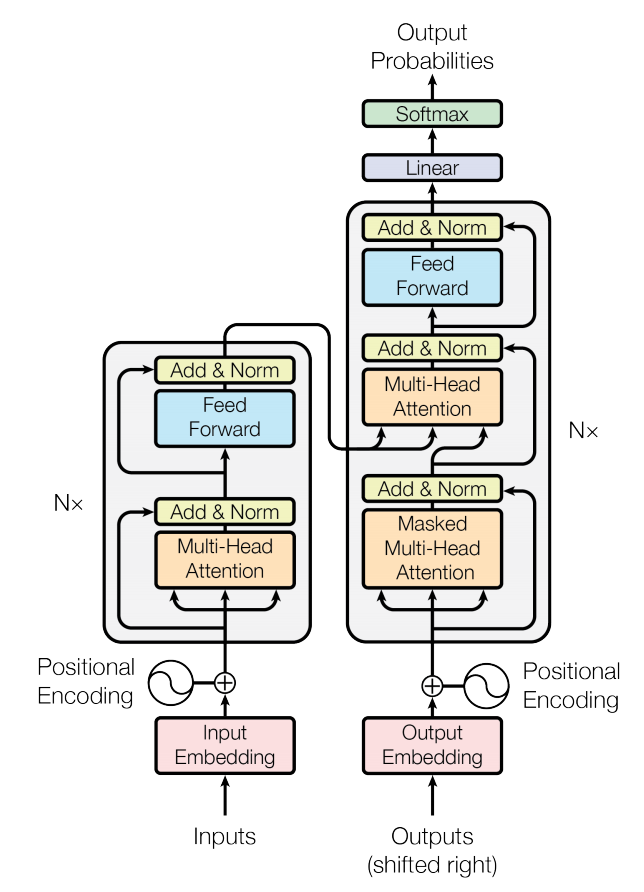 Output
Probabilities
Softmax
Linear
Add & Norm
Feed
Forward
Add & Norm
Multi-Head
Attention
Add & Norm
Masked
Multi-Head
Attention
N×
Add & Norm
Feed
Forward
Add & Norm
Multi-Head
Attention
N×
Positional
Encoding
Positional
Encoding
Input
Embedding
Output
Embedding
Inputs
Outputs
(shifted right)